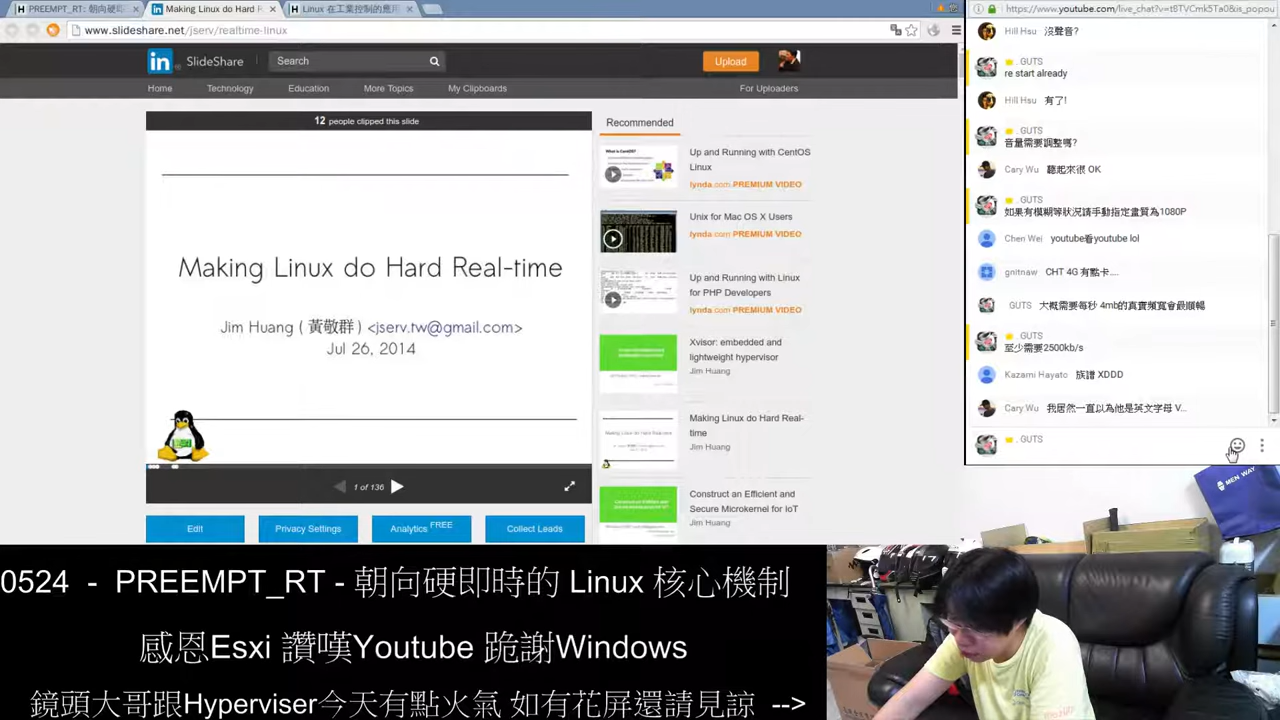 PREEMPT_RT: 朝向硬即
Making Linux do Hard R
Linux 在工業控制的應用
www.slideshare.net/jserv/realtime-linux
SlideShare
Search
Upload
Home
Technology
Education
More Topics
My Clipboards
For Uploaders
12 people clipped this slide
Making Linux do Hard Real-time
Jim Huang ( 黃敬群 ) <jserv.tw@gmail.com>
Jul 26, 2014
1 of 136
Edit
Privacy Settings
Analytics FREE
Collect Leads
Recommended
Up and Running with CentOS
Linux
lynda.com PREMIUM VIDEO
Unix for Mac OS X Users
lynda.com PREMIUM VIDEO
Up and Running with Linux
for PHP Developers
lynda.com PREMIUM VIDEO
Xvisor: embedded and
lightweight hypervisor
Jim Huang
Making Linux do Hard Real-
time
Jim Huang
Construct an Efficient and
Secure Microkernel for IoT
Jim Huang
https://www.youtube.com/live_chat?v=t8TVCmk5Ta0&is_popou
Hill Hsu 沒聲音?
. GUTS
re start already
Hill Hsu 有了!
. GUTS
音量需要調整嗎?
Cary Wu 聽起來很 OK
. GUTS
如果有模糊等狀況請手動指定畫質為1080P
Chen Wei youtube看youtube lol
gnitnaw CHT 4G 有點卡....
GUTS 大概需要每秒 4mb的真實頻寬會最順暢
. GUTS
至少需要2500kb/s
Kazami Hayato 族譜 XDDD
Cary Wu 我居然一直以為他是英文字母 V...
. GUTS
MEN WAY
0524 - PREEMPT_RT - 朝向硬即時的 Linux 核心機制
感恩Esxi 讚嘆Youtube 跪謝Windows
鏡頭大哥跟Hyperviser今天有點火氣 如有花屏還請見諒 -->